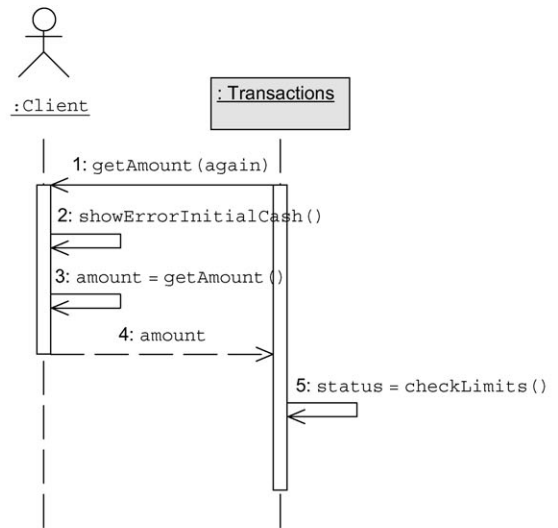 :Client
: Transactions
1: getAmount(again)
2: showErrorInitialCash()
3: amount = getAmount()
4: amount
5: status = checkLimits()